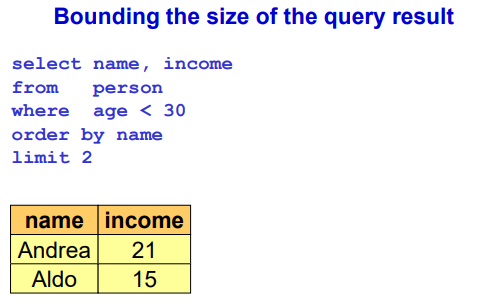 Bounding the size of the query result
select name, income
from person
where age < 30
order by name
limit 2
name income
Andrea 21
Aldo 15